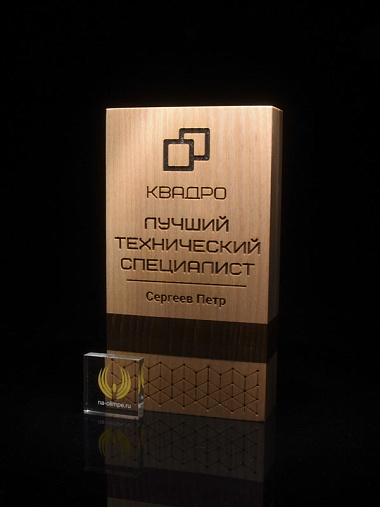 КВАДРО
ЛУЧШИЙ
ТЕХНИЧЕСКИЙ
СПЕЦИАЛИСТ
Сергеев Петр
na-olimpe.ru